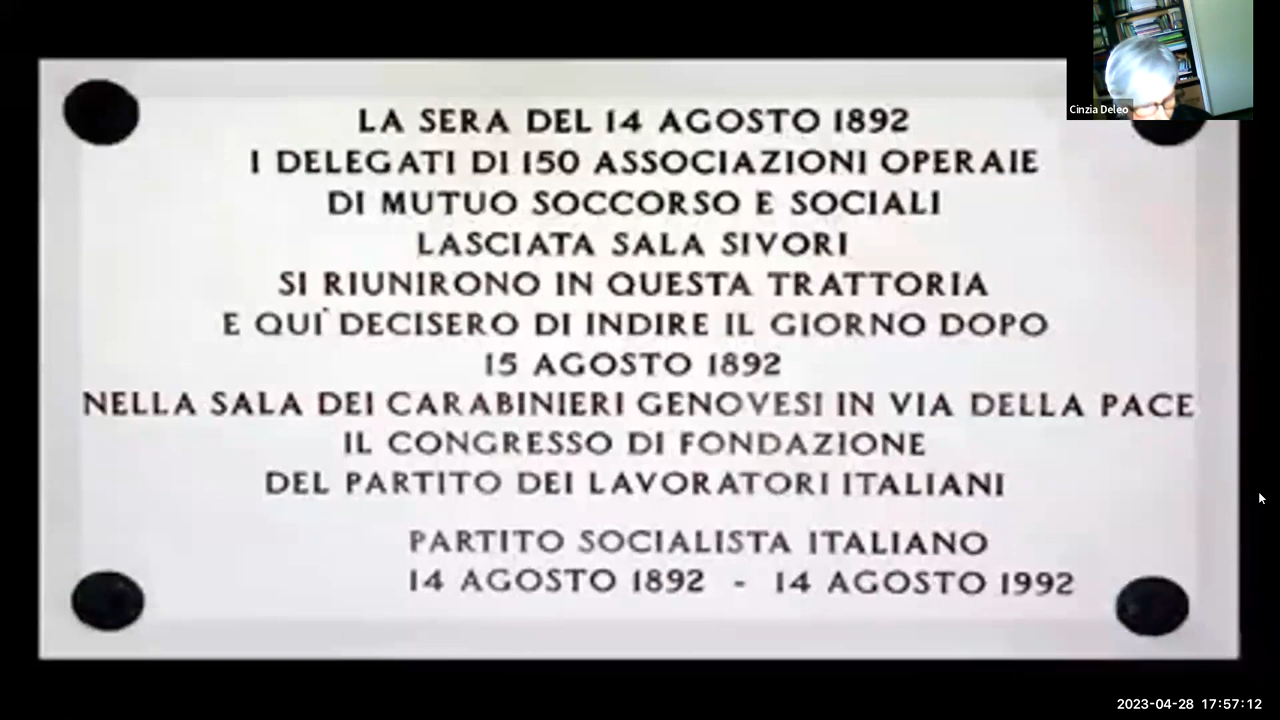 LA SERA DEL 14 AGOSTO 1892
I DELEGATI DI 150 ASSOCIAZIONI OPERAIE
DI MUTUO SOCCORSO E SOCIALI
LASCIATA SALA SIVORI
SI RIUNIRONO IN QUESTA TRATTORIA
E QUI' DECISERO DI INDIRE IL GIORNO DOPO
15 AGOSTO 1892
NELLA SALA DEI CARABINIERI GENOVESI IN VIA DELLA PACE
IL CONGRESSO DI FONDAZIONE
DEL PARTITO DEI LAVORATORI ITALIANI
PARTITO SOCIALISTA ITALIANO
14 AGOSTO 1892 - 14 AGOSTO 1992
Cinzia Deleo
2023-04-28 17:57:12